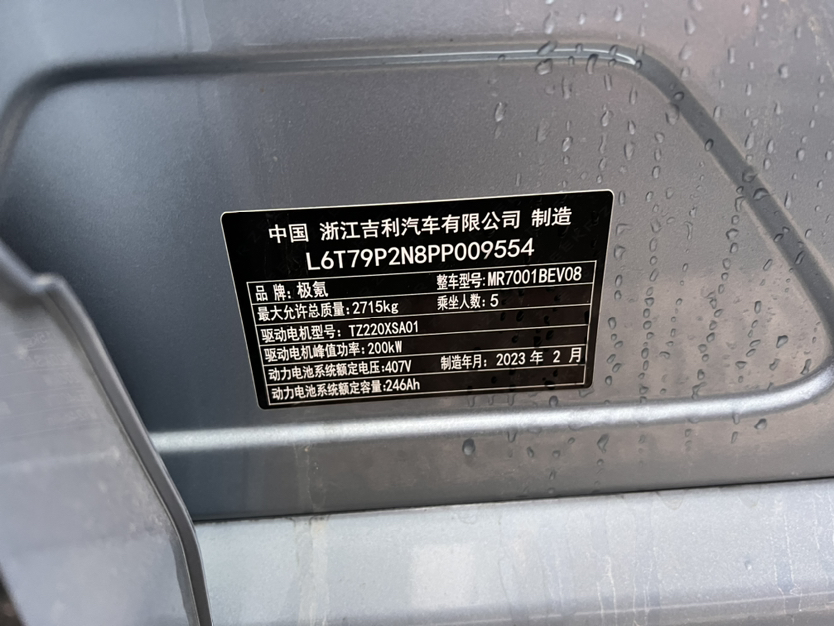 中国 浙江吉利汽车有限公司 制造
L6T79P2N8PP009554
品 牌: 极氪 整车型号:MR7001BEV08
最大允许总质量:2715kg 乘坐人数:5
驱动电机型号: TZ220XSA01
驱动电机峰值功率:200kW
动力电池系统额定电压:407V 制造年月: 2023 年 2 月
动力电池系统额定容量:246Ah